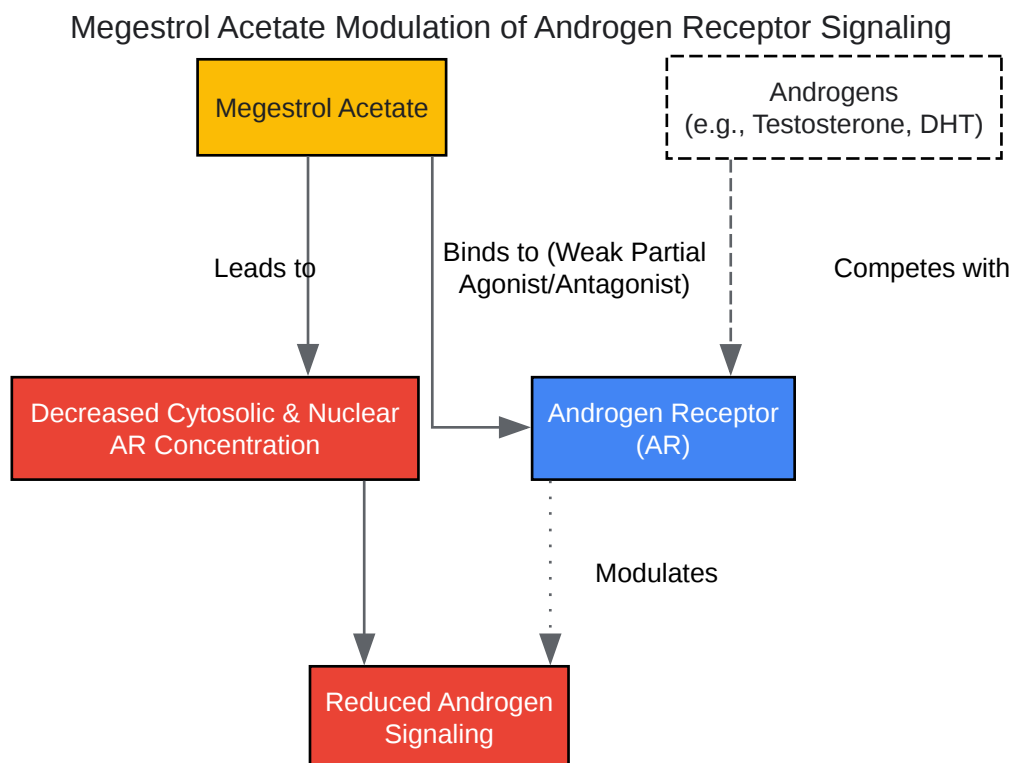 Megestrol Acetate Modulation of Androgen Receptor Signaling
Megestrol Acetate
Androgens
(e.g., Testosterone, DHT)
Leads to
Binds to (Weak Partial
Agonist/Antagonist)
Competes with
Decreased Cytosolic & Nuclear
AR Concentration
Androgen Receptor
(AR)
Modulates
Reduced Androgen
Signaling